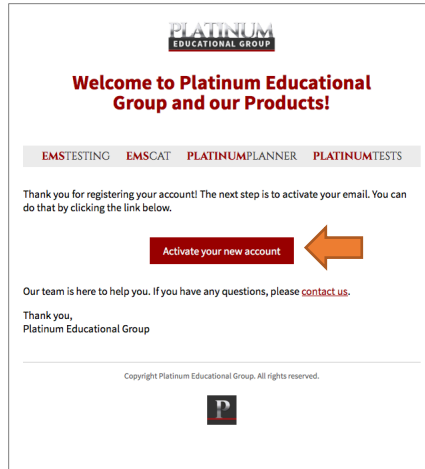 PLATINUM
EDUCATIONAL GROUP
Welcome to Platinum Educational
Group and our Products!
EMSTESTING EMSCAT PLATINUMPLANNER PLATINUMTESTS
Thank you for registering your account! The next step is to activate your email. You can
do that by clicking the link below.
Activate your new account
Our team is here to help you. If you have any questions, please contact us.
Thank you,
Platinum Educational Group
Copyright Platinum Educational Group. All rights reserved.
P